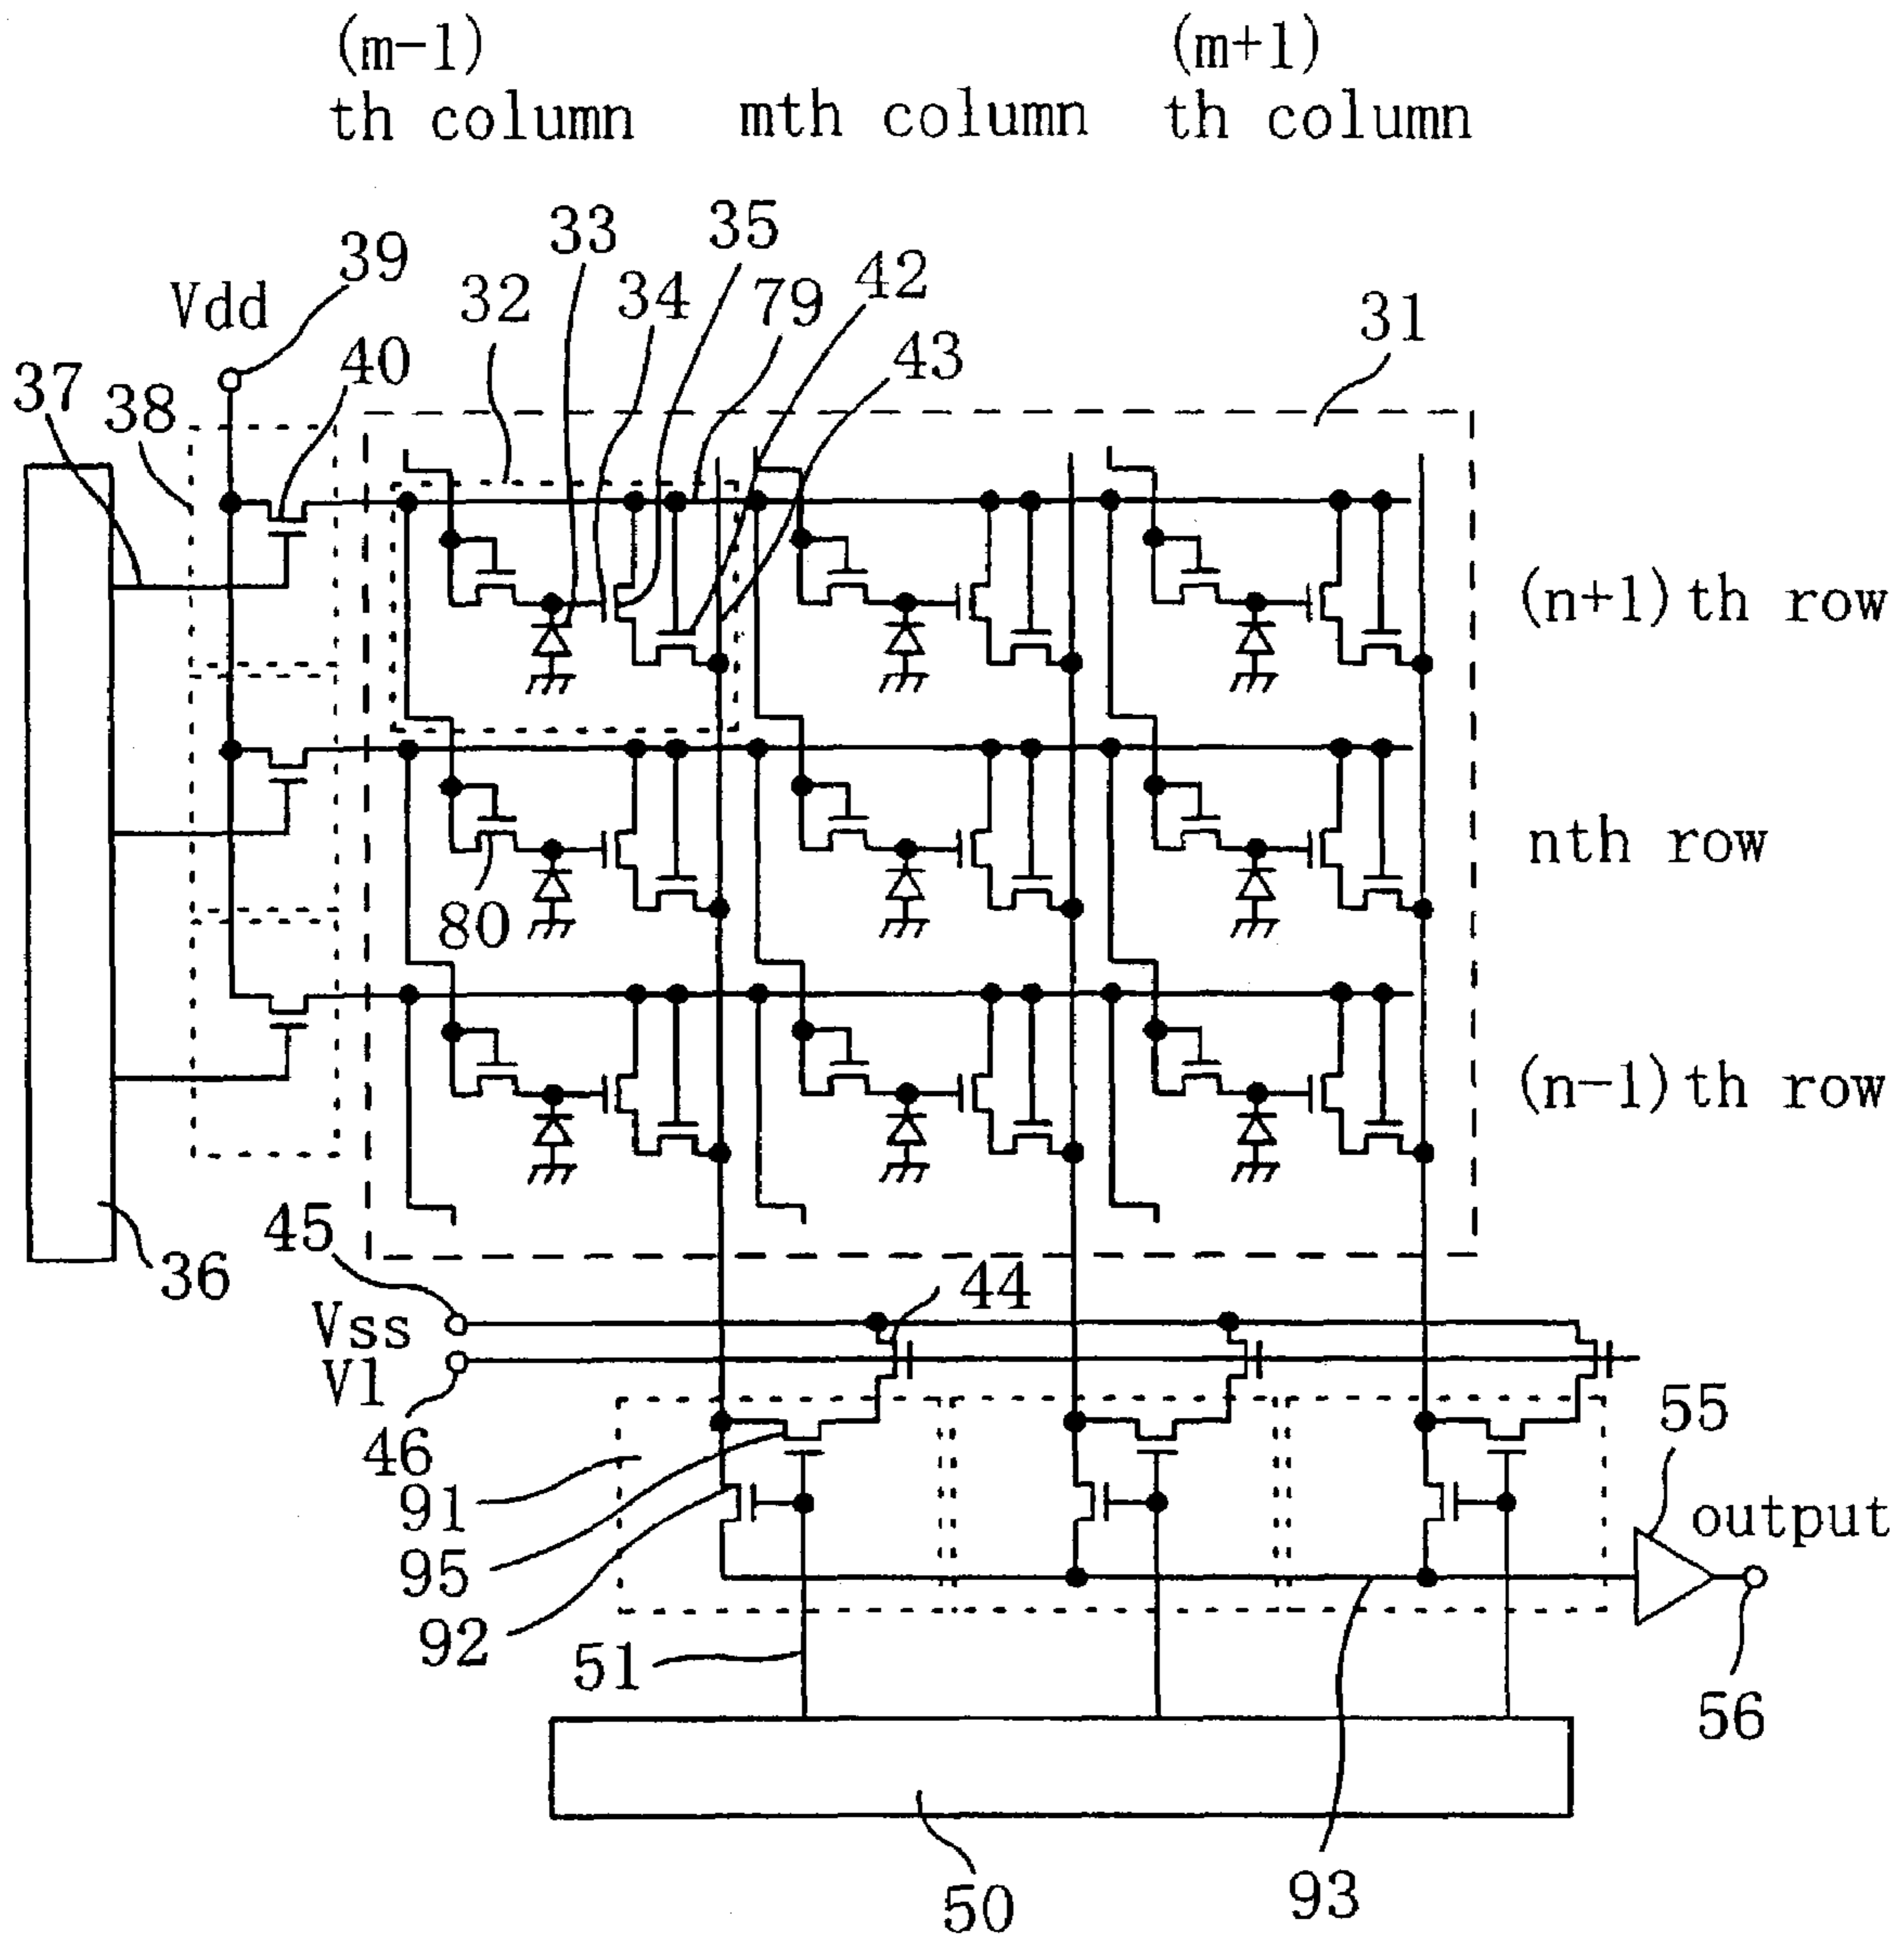 (m-1)
th column
mth column
(m+1)
th column
33
35
39
34
42
32
79
Vdd
31
40
43
37
38
(n+1)th row
nth row
80
(n-1)th row
45
36
44
Vss
V1
55
46
91
output
95
92
51
56
93
50